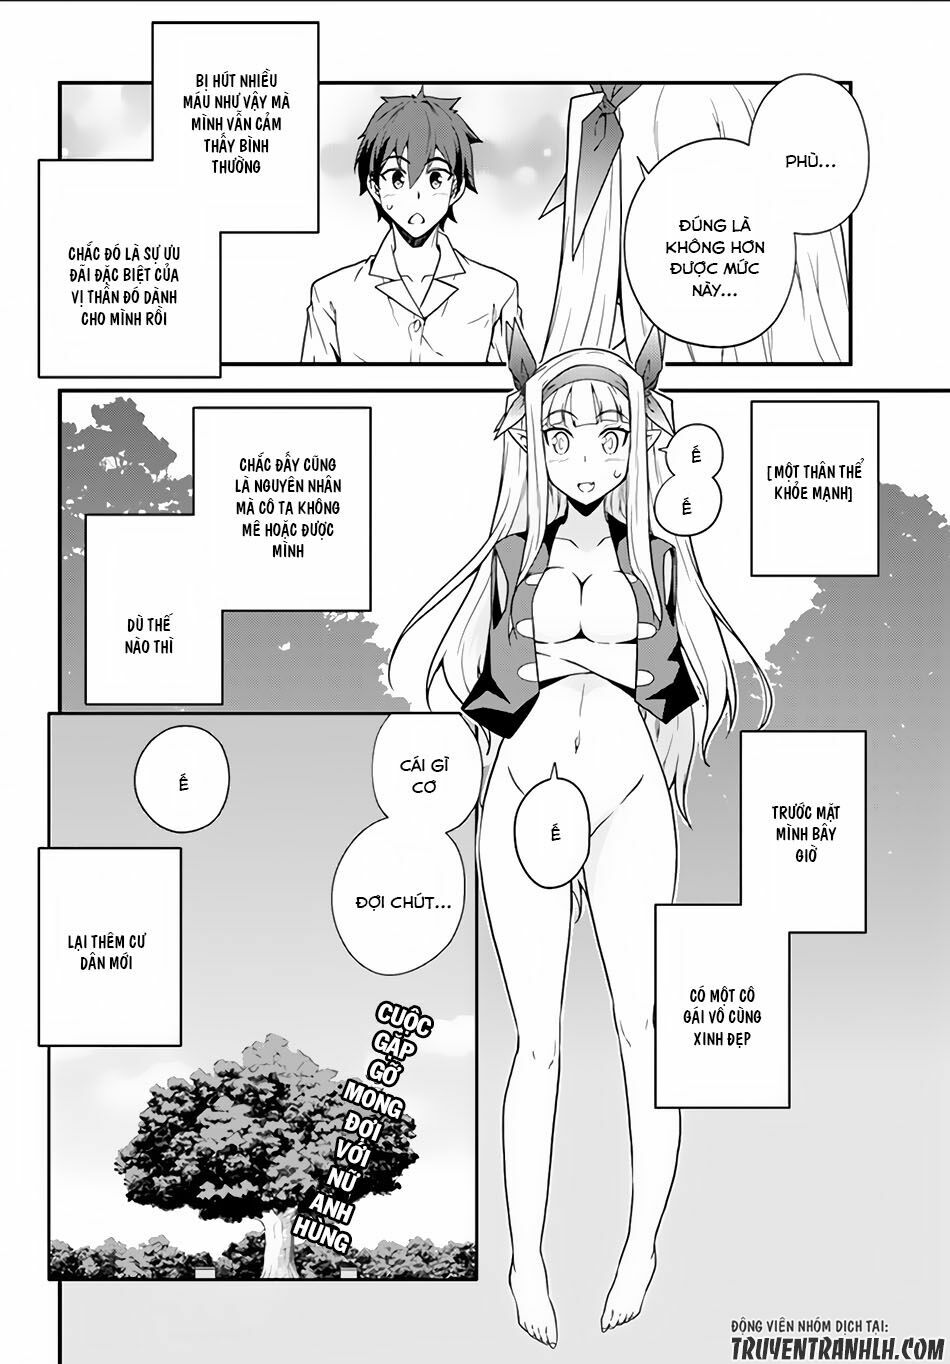 PHÙ...
ĐÚNG LÀ
KHÔNG HƠN
ĐƯỢC MỨC
NÀY...
BỊ HÚT NHIỀU
MÁU NHƯ VẬY MÀ
MÌNH VẪN CẢM
THẤY BÌNH
THƯỜNG
CHẮC ĐÓ LÀ SỰ ƯU
ĐÃI ĐẶC BIỆT CỦA
VỊ THẦN ĐÓ DÀNH
CHO MÌNH RỒI
[MỘT THÂN THỂ
KHỎE MẠNH]
Ế
Ế
CHẮC ĐẤY CŨNG
LÀ NGUYÊN NHÂN
MÀ CÔ TA KHÔNG
MÊ HOẶC ĐƯỢC
MÌNH
DÙ THẾ
NÀO THÌ
TRƯỚC MẶT
MÌNH BÂY
GIỜ
CÓ MỘT CÔ
GÁI VÔ CÙNG
XINH ĐẸP
Ế
CÁI GÌ
CƠ
ĐỢI CHÚT...
Ế
LẠI THÊM CƯ
DÂN MỚI
CUỘC
GẶP
GỠ
MONG
ĐỢI
VỚI
NỮ
ANH
HÙNG
ĐỘNG VIÊN NHÓM DỊCH TẠI:
TRUYENTRANHLH.COM